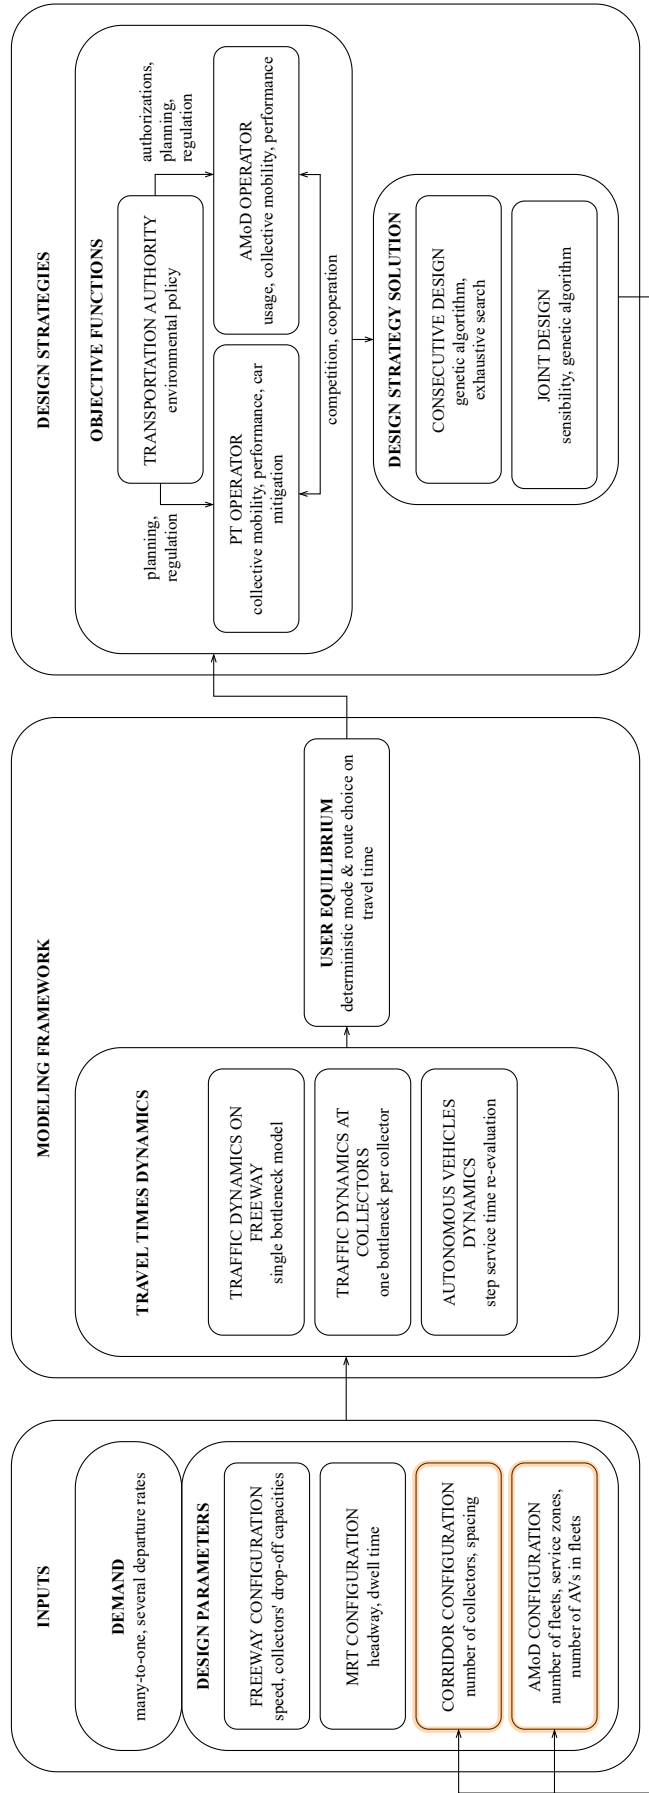 INPUTS
DEMAND
many-to-one, several departure rates
DESIGN PARAMETERS
FREEWAY CONFIGURATION
speed, collectors' drop-off capacities
MRT CONFIGURATION
headway, dwell time
CORRIDOR CONFIGURATION
number of collectors, spacing
AMoD CONFIGURATION
number of fleets, service zones,
number of AVs in fleets
MODELING FRAMEWORK
TRAVEL TIMES DYNAMICS
TRAFFIC DYNAMICS ON
FREEWAY
single bottleneck model
TRAFFIC DYNAMICS AT
COLLECTORS
one bottleneck per collector
AUTONOMOUS VEHICLES
DYNAMICS
step service time re-evaluation
USER EQUILIBRIUM
deterministic mode & route choice on
travel time
DESIGN STRATEGIES
OBJECTIVE FUNCTIONS
planning,
regulation
TRANSPORTATION AUTHORITY
environmental policy
authorizations,
planning,
regulation
PT OPERATOR
collective mobility, performance, car
mitigation
AMoD OPERATOR
usage, collective mobility, performance
competition, cooperation
DESIGN STRATEGY SOLUTION
CONSECUTIVE DESIGN
genetic algortithm,
exhaustive search
JOINT DESIGN
sensibility, genetic algorithm